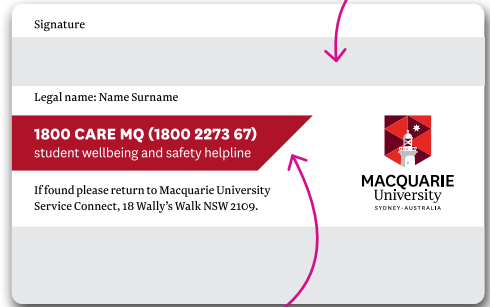 Signature
Legal name: Name Surname
1800 CARE MQ (1800 2273 67)
student wellbeing and safety helpline
If found please return to Macquarie University
Service Connect, 18 Wally's Walk NSW 2109.
MACQUARIE
University
SYDNEY·AUSTRALIA